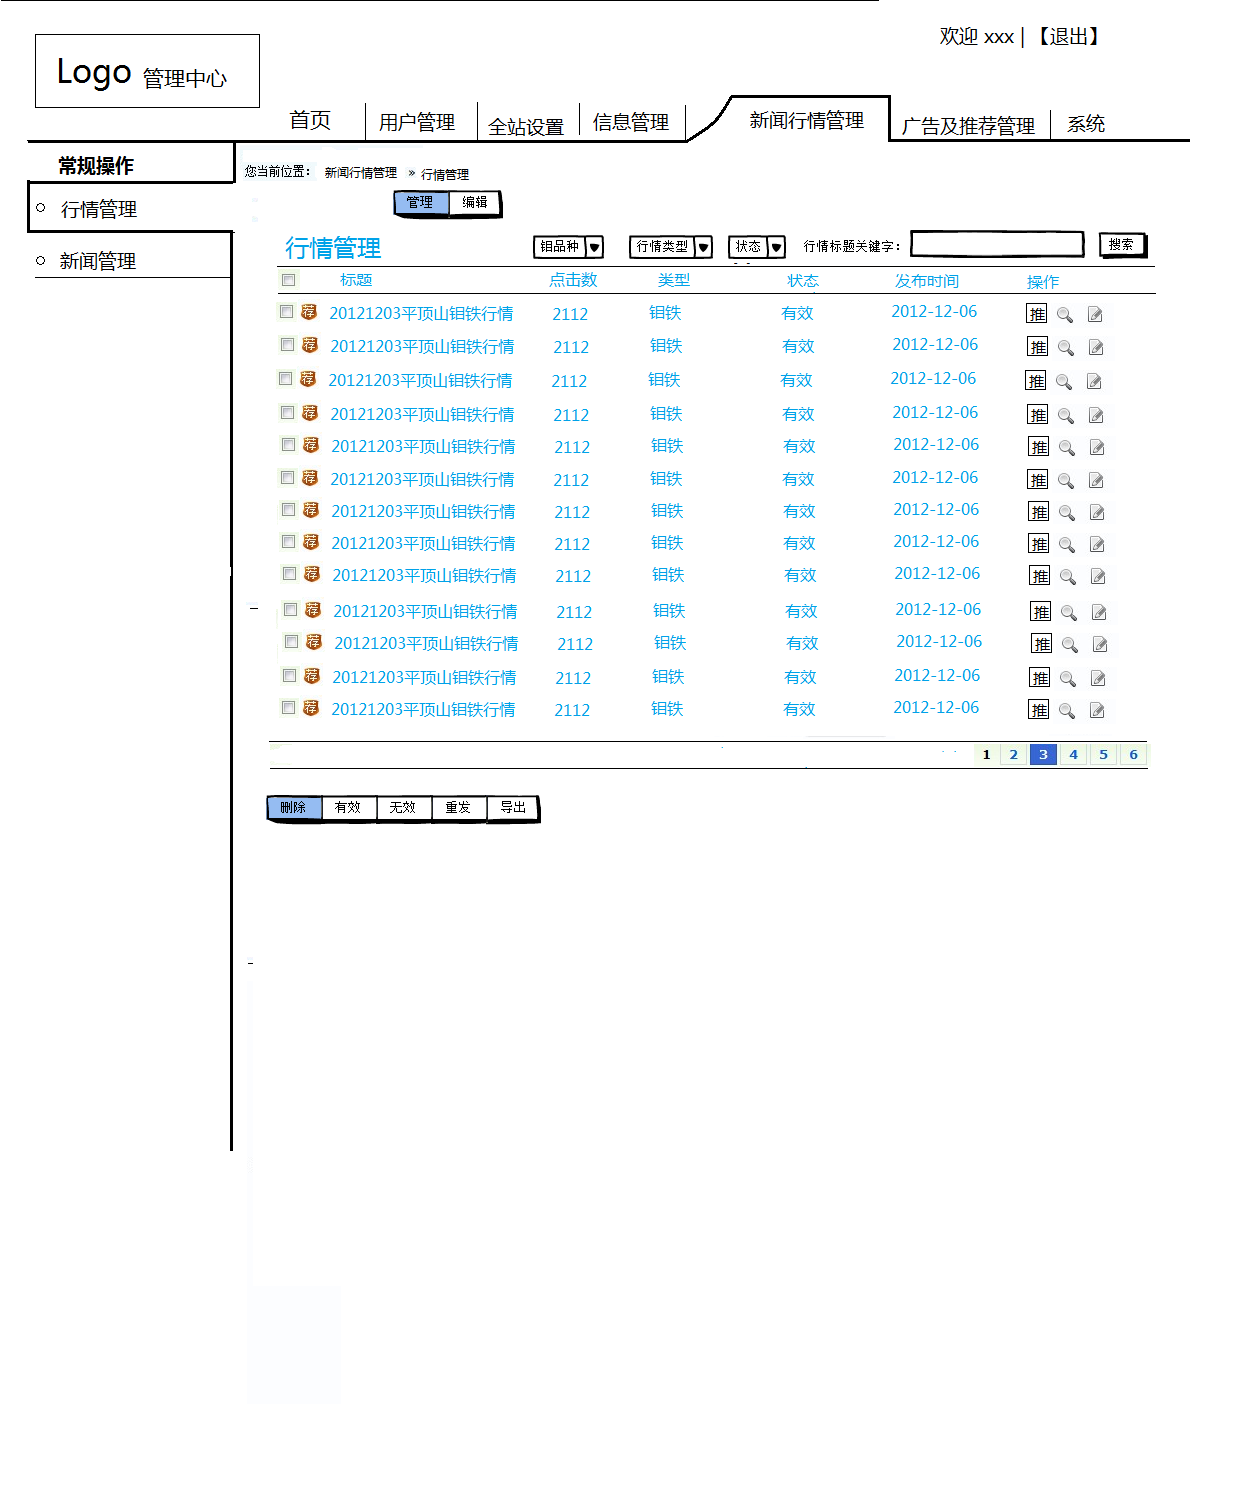 欢迎 xxx | 【退出】
Logo 管理中心
首页 用户管理 全站设置 信息管理 新闻行情管理 广告及推荐管理 系统
常规操作
行情管理
新闻管理
您当前位置: 新闻行情管理 » 行情管理
管理 编辑
行情管理 钼品种 行情类型 状态 行情标题关键字: 搜索
标题 点击数 类型 状态 发布时间 操作
荐 20121203平顶山钼铁行情 2112 钼铁 有效 2012-12-06 推
荐 20121203平顶山钼铁行情 2112 钼铁 有效 2012-12-06 推
荐 20121203平顶山钼铁行情 2112 钼铁 有效 2012-12-06 推
荐 20121203平顶山钼铁行情 2112 钼铁 有效 2012-12-06 推
荐 20121203平顶山钼铁行情 2112 钼铁 有效 2012-12-06 推
荐 20121203平顶山钼铁行情 2112 钼铁 有效 2012-12-06 推
荐 20121203平顶山钼铁行情 2112 钼铁 有效 2012-12-06 推
荐 20121203平顶山钼铁行情 2112 钼铁 有效 2012-12-06 推
荐 20121203平顶山钼铁行情 2112 钼铁 有效 2012-12-06 推
荐 20121203平顶山钼铁行情 2112 钼铁 有效 2012-12-06 推
荐 20121203平顶山钼铁行情 2112 钼铁 有效 2012-12-06 推
荐 20121203平顶山钼铁行情 2112 钼铁 有效 2012-12-06 推
荐 20121203平顶山钼铁行情 2112 钼铁 有效 2012-12-06 推
1 2 3 4 5 6
删除 有效 无效 重发 导出